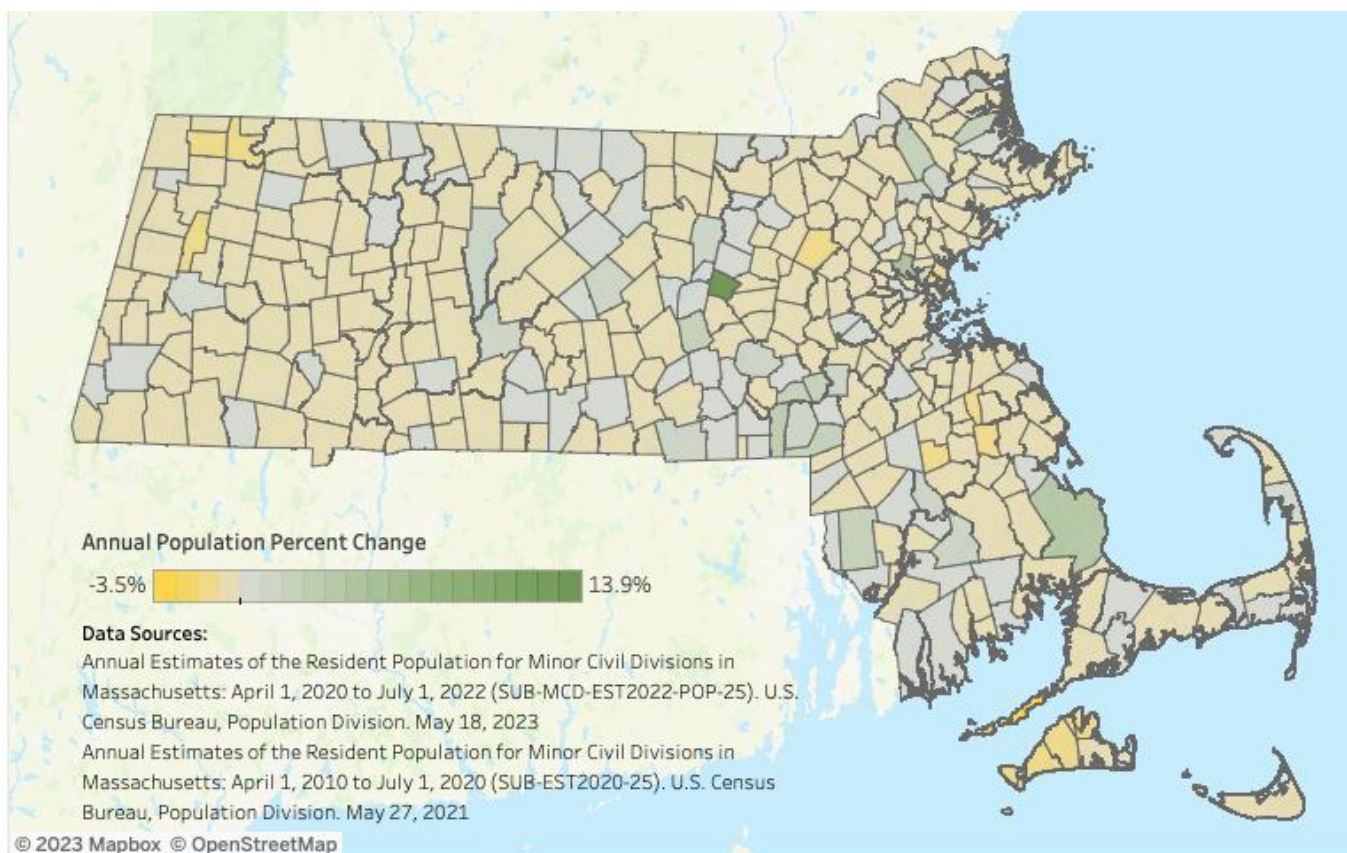 Annual Population Percent Change
-3.5% 13.9%
Data Sources:
Annual Estimates of the Resident Population for Minor Civil Divisions in
Massachusetts: April 1, 2020 to July 1, 2022 (SUB-MCD-EST2022-POP-25). U.S.
Census Bureau, Population Division. May 18, 2023
Annual Estimates of the Resident Population for Minor Civil Divisions in
Massachusetts: April 1, 2010 to July 1, 2020 (SUB-EST2020-25). U.S. Census
Bureau, Population Division. May 27, 2021
© 2023 Mapbox © OpenStreetMap